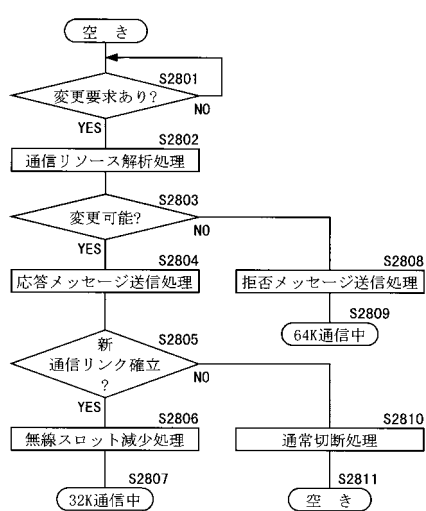 空 き
S2801
変更要求あり?
NO
YES
S2802
通信リソース解析処理
S2803
変更可能?
NO
YES
S2804
応答メッセージ送信処理
S2808
拒否メッセージ送信処理
S2809
64K通信中
S2805
新
通信リンク確立
?
NO
YES
S2806
無線スロット減少処理
S2810
通常切断処理
S2807
32K通信中
S2811
空 き